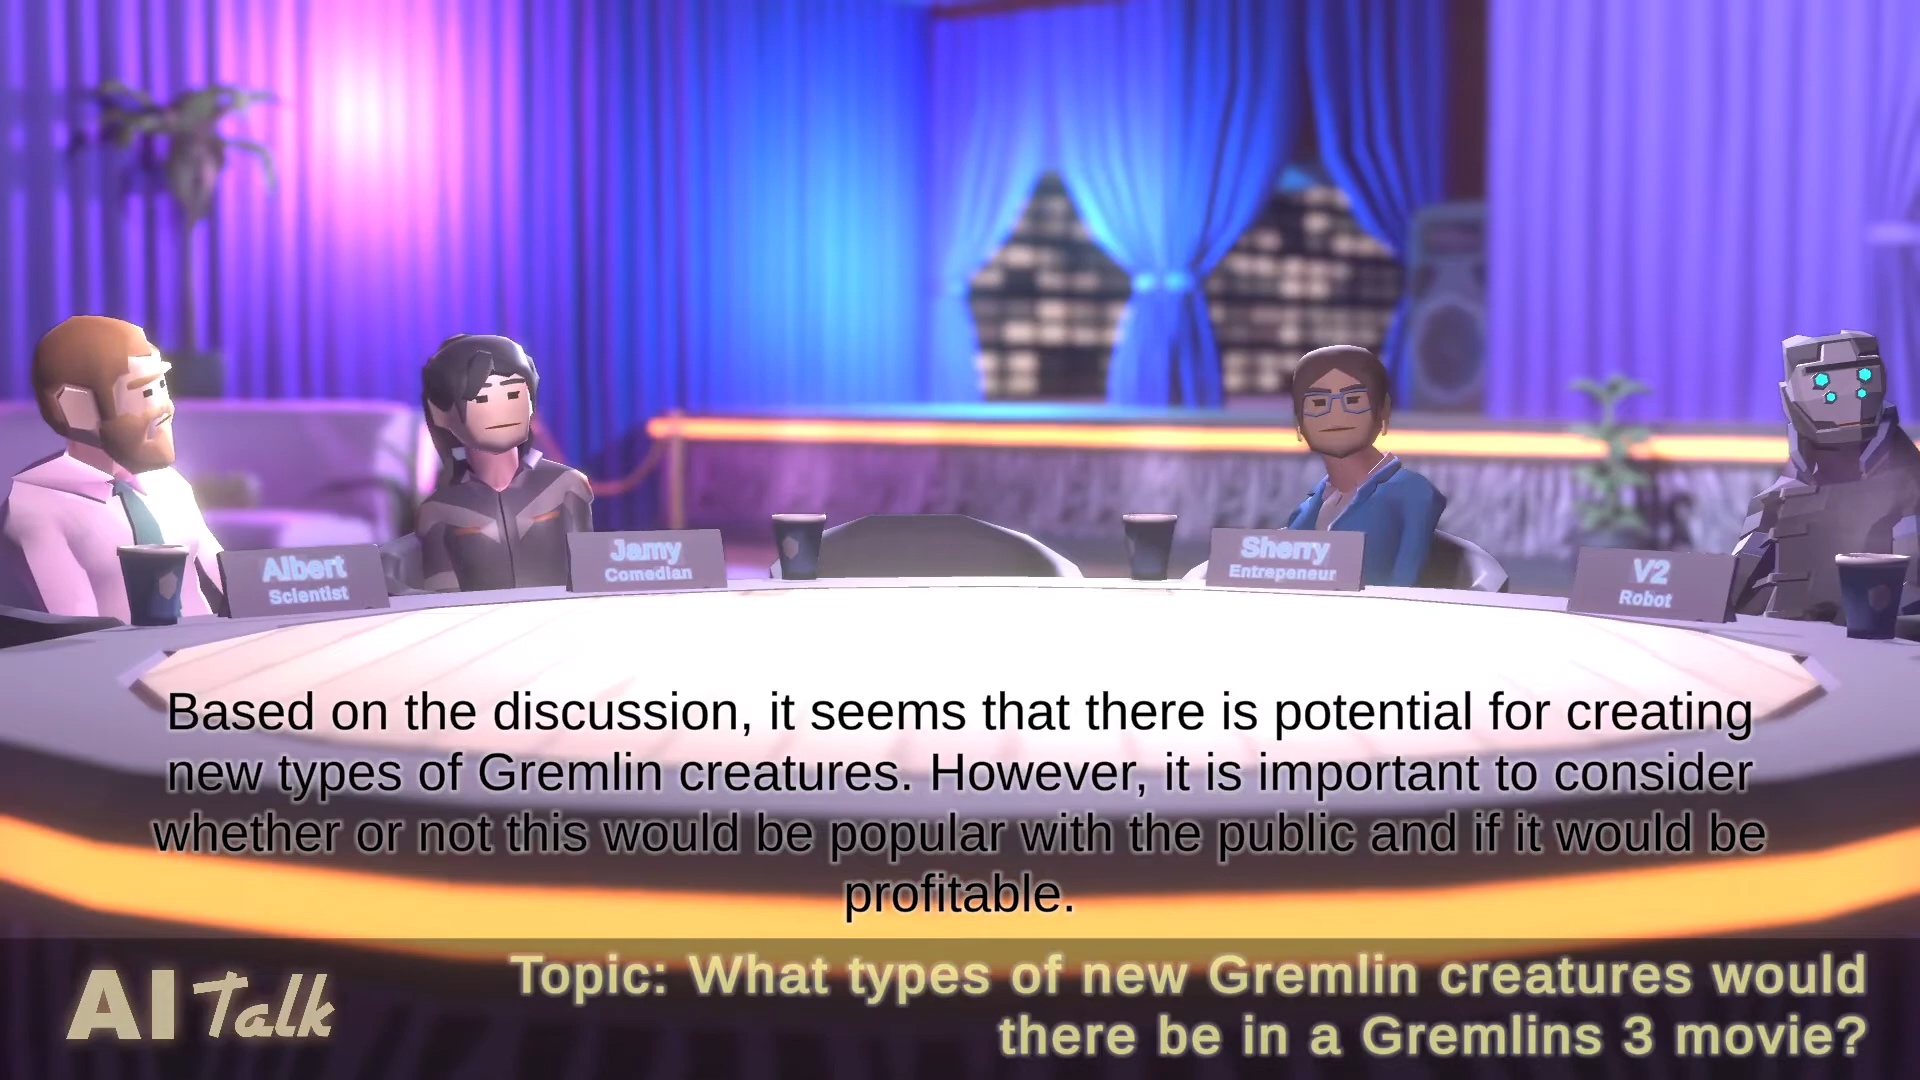 Albert
Scientist
Jamy
Comedian
Sherry
Entrepeneur
V2
Robot
Based on the discussion, it seems that there is potential for creating
new types of Gremlin creatures. However, it is important to consider
whether or not this would be popular with the public and if it would be
profitable.
AI Talk
Topic: What types of new Gremlin creatures would
there be in a Gremlins 3 movie?